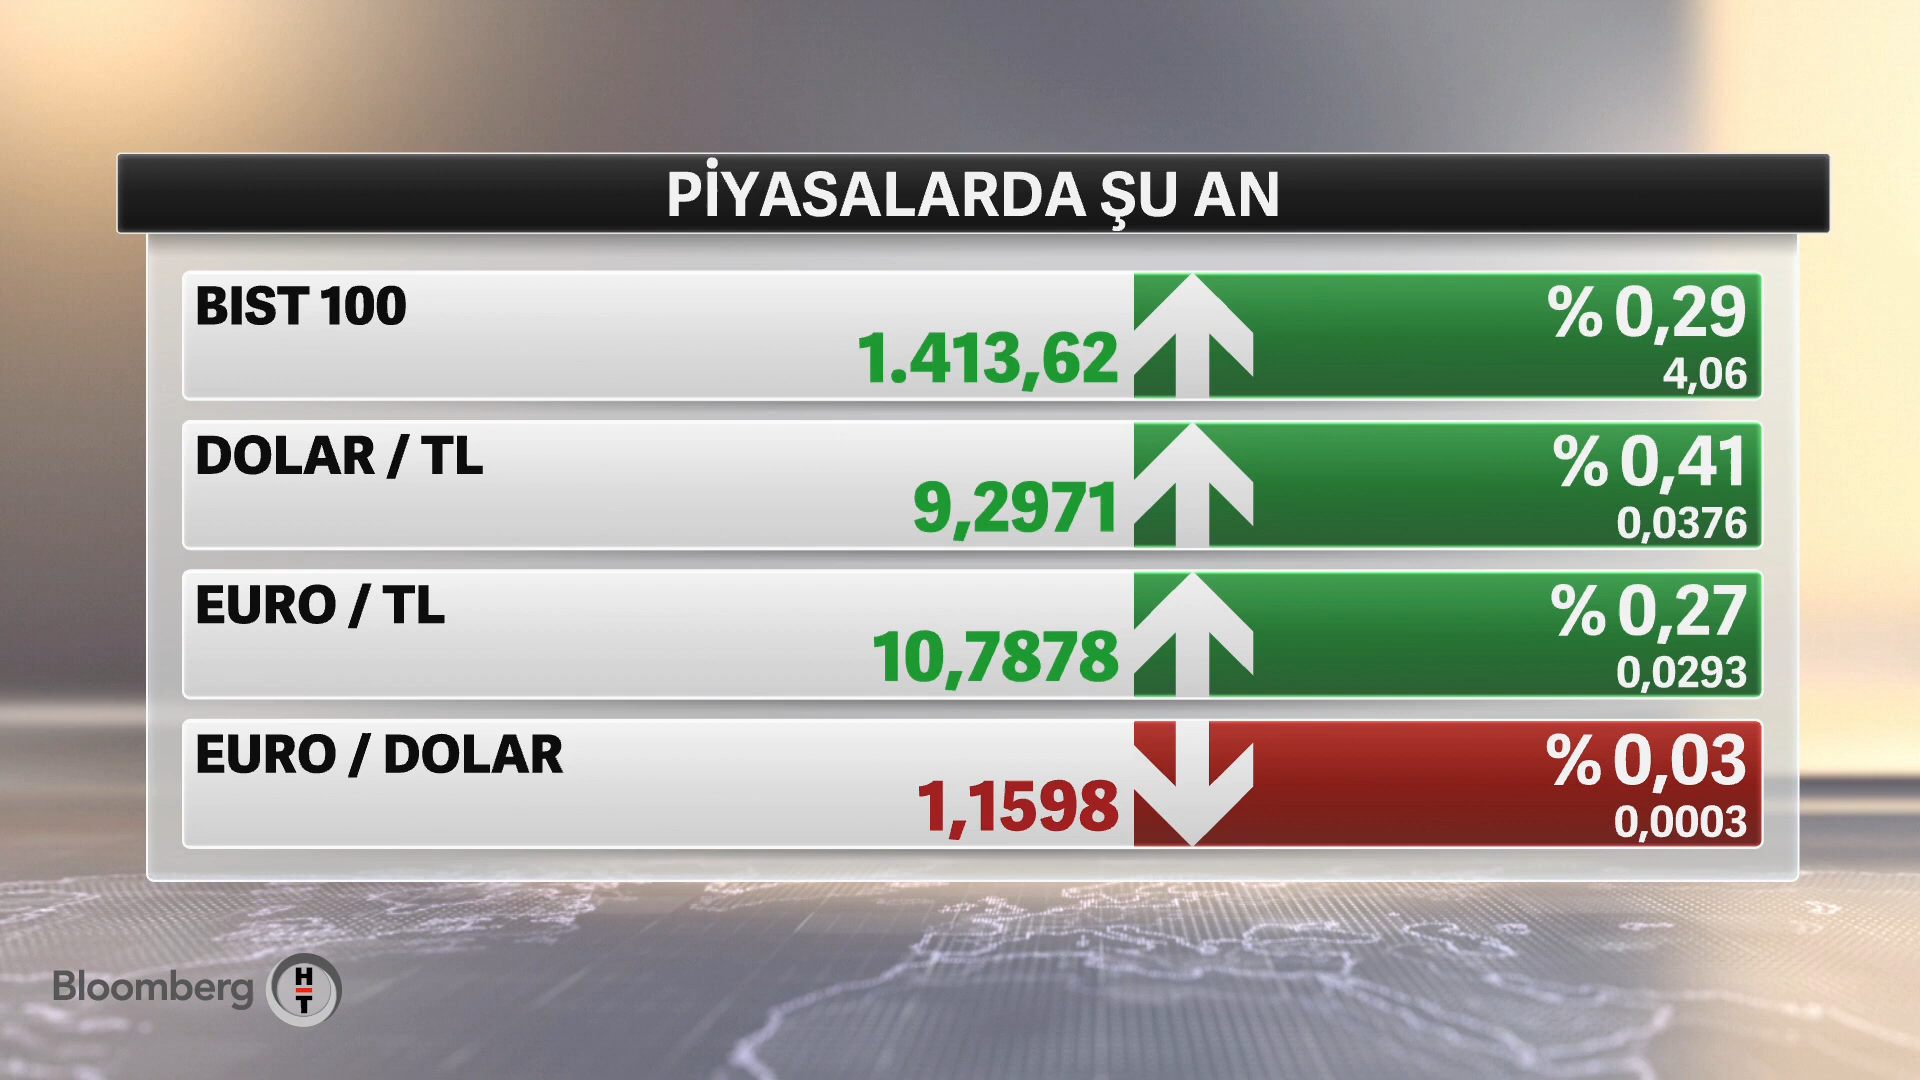 PİYASALARDA ŞU AN
BIST 100
1.413,62
% 0,29
4,06
DOLAR / TL
9,2971
% 0,41
0,0376
EURO / TL
10,7878
% 0,27
0,0293
EURO / DOLAR
1,1598
% 0,03
0,0003
Bloomberg HT